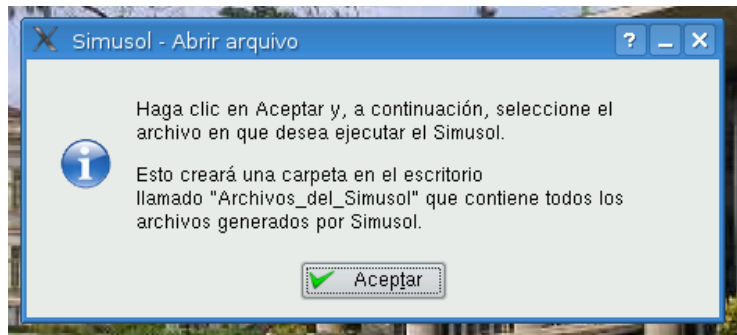 Simusol - Abrir arquivo
Haga clic en Aceptar y, a continuación, seleccione el
archivo en que desea ejecutar el Simusol.
Esto creará una carpeta en el escritorio
llamado "Archivos_del_Simusol" que contiene todos los
archivos generados por Simusol.
Aceptar